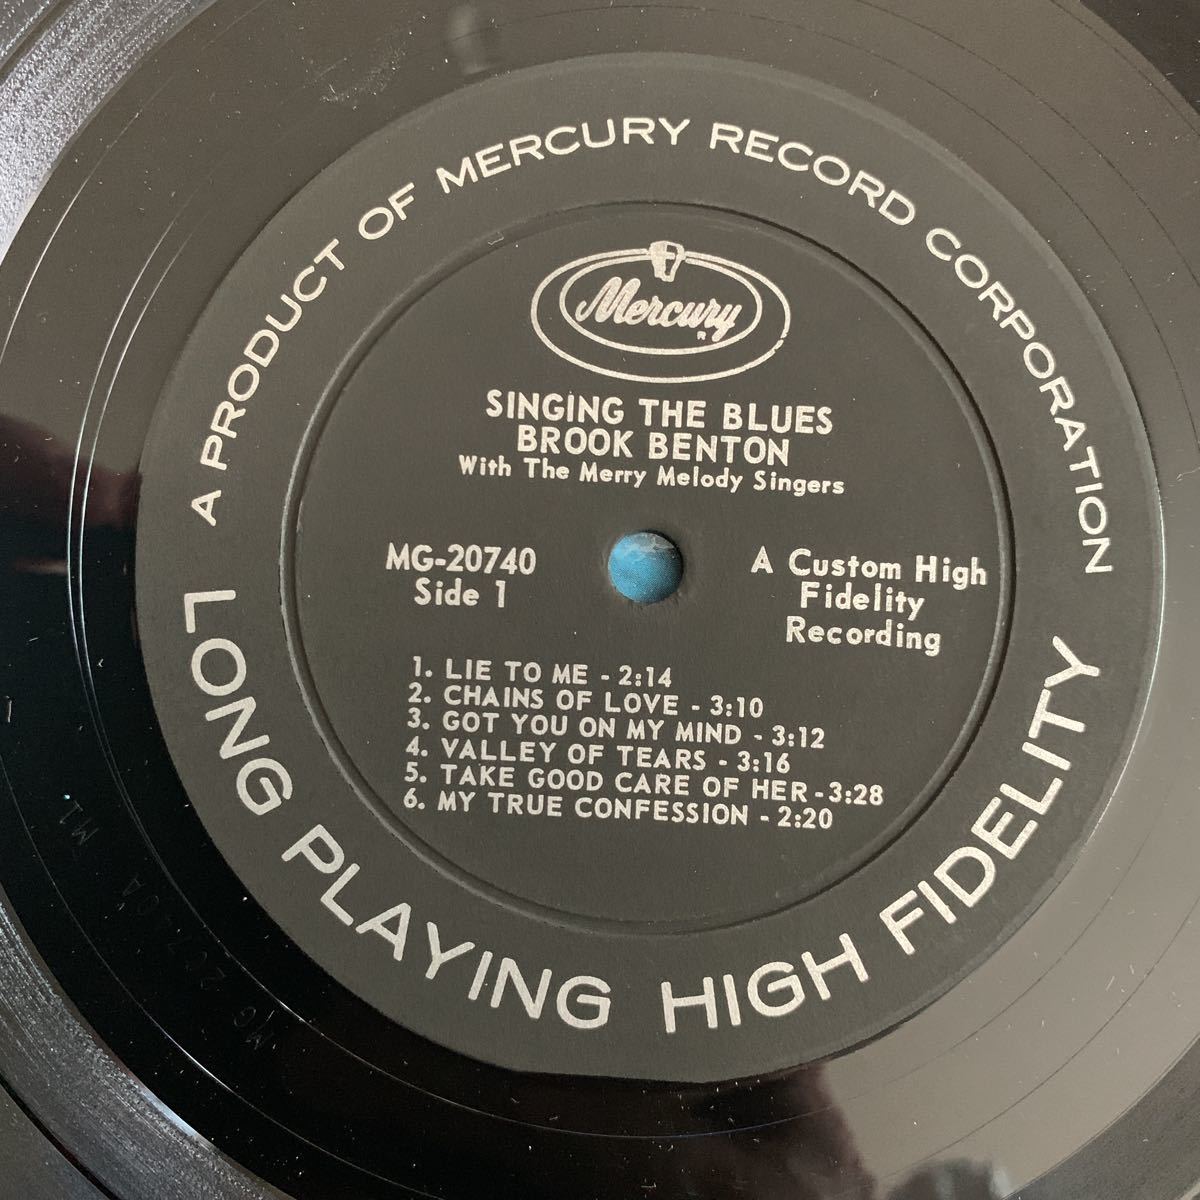 A PRODUCT OF MERCURY RECORD CORPORATION
Mercury
R
SINGING THE BLUES
BROOK BENTON
With The Merry Melody Singers
MG-20740
Side 1
A Custom High
Fidelity
Recording
1. LIE TO ME - 2:14
2. CHAINS OF LOVE - 3:10
3. GOT YOU ON MY MIND - 3:12
4. VALLEY OF TEARS - 3:16
5. TAKE GOOD CARE OF HER - 3:28
6. MY TRUE CONFESSION - 2:20
LONG PLAYING HIGH FIDELITY
MG 20740A M1